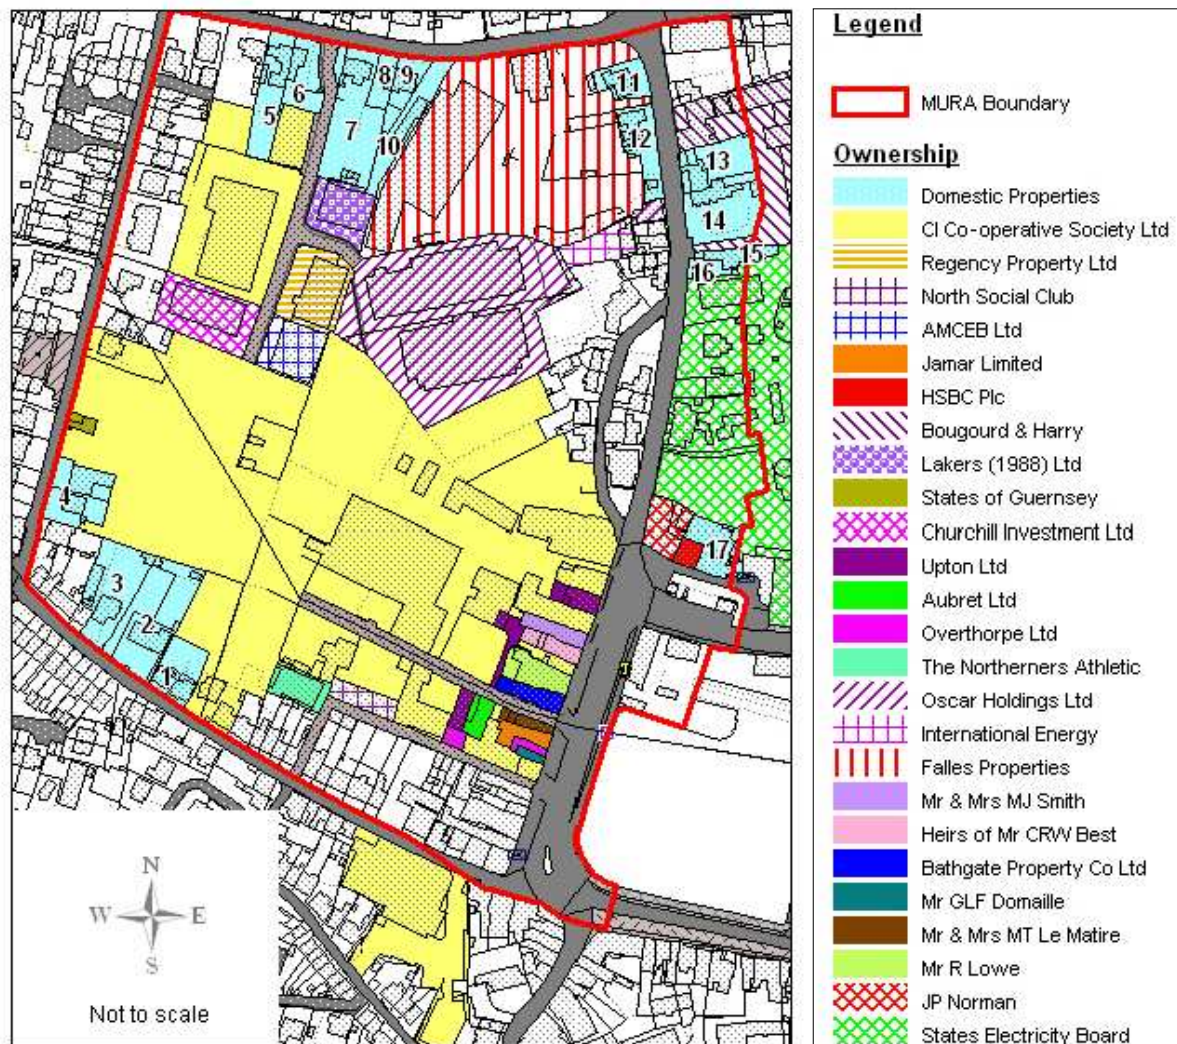 5
6
7
8
9
10
11
12
13
14
15
16
17
4
3
2
1
N
W E
S
Not to scale
Legend
MURA Boundary
Ownership
Domestic Properties
CI Co-operative Society Ltd
Regency Property Ltd
North Social Club
AMCEB Ltd
Jamar Limited
HSBC Plc
Bougourd & Harry
Lakers (1988) Ltd
States of Guernsey
Churchill Investment Ltd
Upton Ltd
Aubret Ltd
Overthorpe Ltd
The Northerners Athletic
Oscar Holdings Ltd
International Energy
Falles Properties
Mr & Mrs MJ Smith
Heirs of Mr CRW Best
Bathgate Property Co Ltd
Mr GLF Domaille
Mr & Mrs MT Le Matire
Mr R Lowe
JP Norman
States Electricity Board